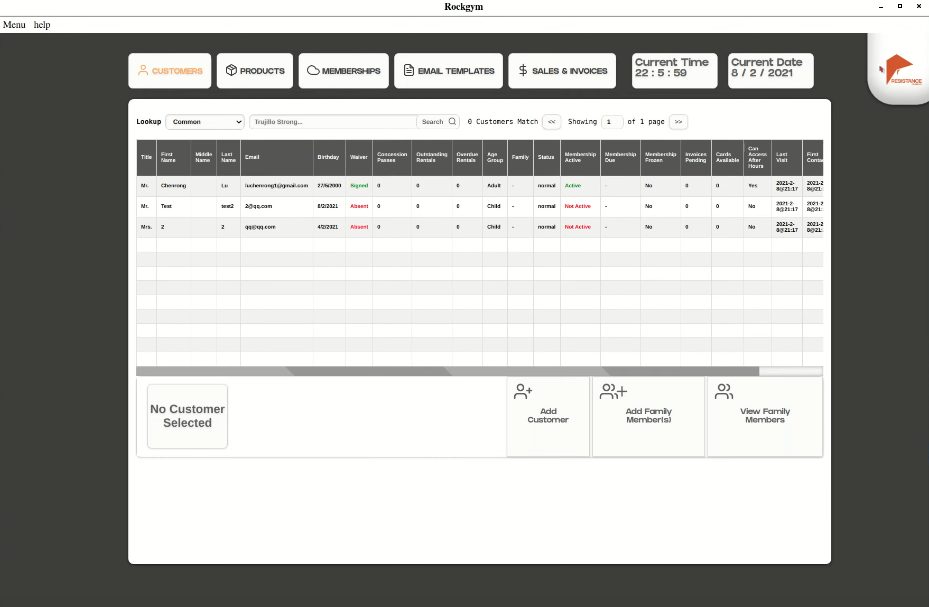 Rockgym
Menu help
CUSTOMERS PRODUCTS MEMBERSHIPS EMAIL TEMPLATES SALES & INVOICES
Current Time
22 : 5 : 59
Current Date
8 / 2 / 2021
RESISTANCE
Lookup Common Trujillo Strong... Search 0 Customers Match << Showing 1 of 1 page >>
Title First Name Middle Name Last Name Email Birthday Waiver Concession Passes Outstanding Rentals Overdue Rentals Age Group Family Status Membership Active Membership Due Membership Frozen Invoices Pending Cards Available Can Access After Hours Last Visit First Conta
Mr. Chenrong Lu luchenrong1@gmail.com 27/5/2000 Signed 0 0 0 Adult - normal Active - No 0 0 Yes 2021-2-8@21:17 2021-2 8@21:
Mr. Test test2 2@qq.com 8/2/2021 Absent 0 0 0 Child - normal Not Active - No 0 0 No 2021-2-8@21:17 2021-2 8@21:
Mrs. 2 2 qq@qq.com 4/2/2021 Absent 0 0 0 Child - normal Not Active - No 0 0 No 2021-2-8@21:17 2021-2 8@21:
No Customer
Selected
Add
Customer
Add Family
Member(s)
View Family
Members